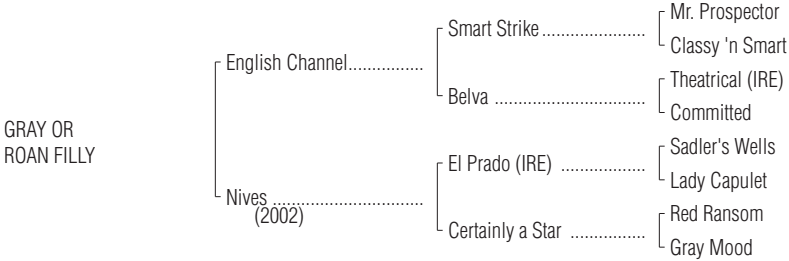 Mr. Prospector
Smart Strike......................
Classy 'n Smart
English Channel................
Theatrical (IRE)
Belva ................................
Committed
GRAY OR
ROAN FILLY
Sadler's Wells
El Prado (IRE) ..................
Lady Capulet
Nives ................................
(2002)
Red Ransom
Certainly a Star ................
Gray Mood